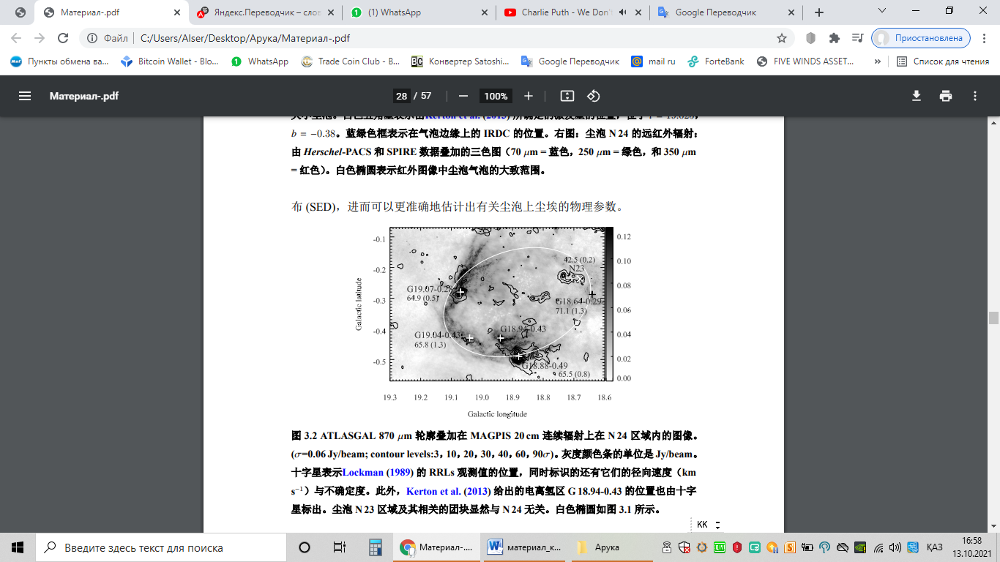 Материал-.pdf
Яндекс.Переводчик – слов
(1) WhatsApp
Charlie Puth - We Don't
Google Переводчик
Файл
C:/Users/Alser/Desktop/Арука/Материал-.pdf
Приостановлена
Пункты обмена ва...
Bitcoin Wallet - Blo...
WhatsApp
Trade Coin Club - B...
Конвертер Satoshi...
Google Переводчик
mail ru
ForteBank
FIVE WINDS ASSET...
»
Список для чтения
Материал-.pdf
28 / 57
100%
b = −0.38。蓝绿色框表示在气泡边缘上的 IRDC 的位置。右图：尘泡 N 24 的远红外辐射：
由 Herschel-PACS 和 SPIRE 数据叠加的三色图（70 μm = 蓝色，250 μm = 绿色，和 350 μm
= 红色）。白色椭圆表示红外图像中尘泡气泡的大致范围。
布 (SED)，进而可以更准确地估计出有关尘泡上尘埃的物理参数。
-0.1
-0.2
-0.3
-0.4
-0.5
Galactic latitude
42.5 (0.2)
N23
G19.07-0.28
64.9 (0.5)
G18.64-0.29
71.1 (1.3)
G18.94-0.43
G19.04-0.43
65.8 (1.3)
G18.88-0.49
65.5 (0.8)
0.12
0.10
0.08
0.06
0.04
0.02
0.00
19.3 19.2 19.1 19.0 18.9 18.8 18.7 18.6
Galactic longitude
图 3.2 ATLASGAL 870 μm 轮廓叠加在 MAGPIS 20 cm 连续辐射上在 N 24 区域内的图像。
(σ=0.06 Jy/beam; contour levels:3，10，20，30，40，60，90σ)。灰度颜色条的单位是 Jy/beam。
十字星表示Lockman (1989) 的 RRLs 观测值的位置，同时标识的还有它们的径向速度（km
s⁻¹）与不确定度。此外，Kerton et al. (2013) 给出的电离氢区 G 18.94-0.43 的位置也由十字
星标出。尘泡 N 23 区域及其相关的团块显然与 N 24 无关。白色椭圆如图 3.1 所示。
KK
Введите здесь текст для поиска
Материал-....
материал_к...
Арука
ҚАЗ
16:58
13.10.2021